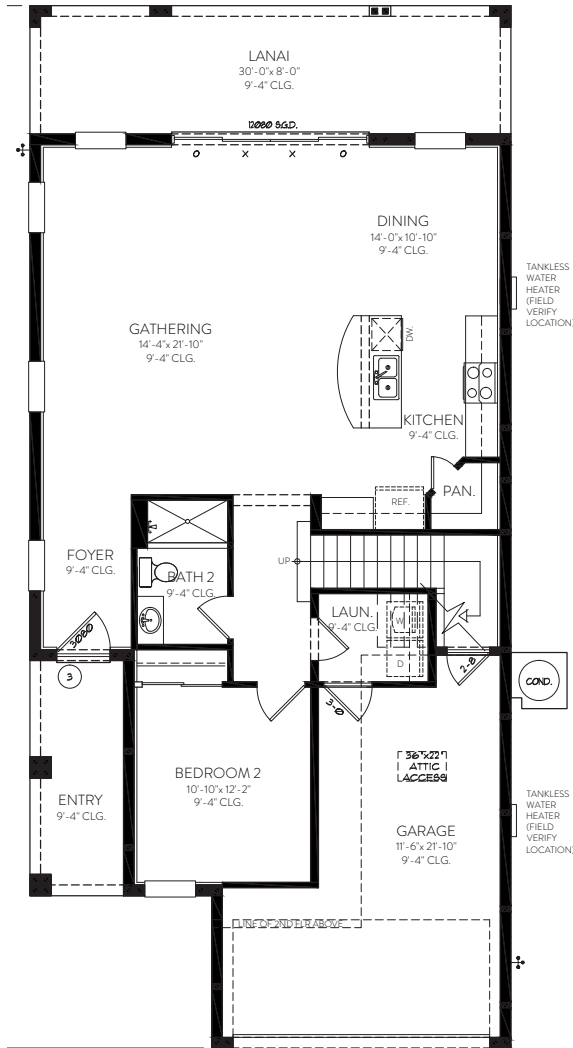 LANAI
30'-0"x 8'-0"
9'-4" CLG.
12080 S.G.D.
O X X O
DINING
14'-0"x 10'-10"
9'-4" CLG.
TANKLESS
WATER
HEATER
(FIELD
VERIFY
LOCATION)
GATHERING
14'-4"x 21'-10"
9'-4" CLG.
DW.
KITCHEN
9'-4" CLG.
PAN.
REF.
FOYER
9'-4" CLG.
UP
BATH 2
9'-4" CLG.
LAUN.
9'-4" CLG.
W
D
3080
3
2-8
3-0
COND.
36"x22"
ATTIC
ACCESS
BEDROOM 2
10'-10"x 12'-2"
9'-4" CLG.
ENTRY
9'-4" CLG.
GARAGE
11'-6"x 21'-10"
9'-4" CLG.
TANKLESS
WATER
HEATER
(FIELD
VERIFY
LOCATION)
LINE OF 2ND FLR ABOVE